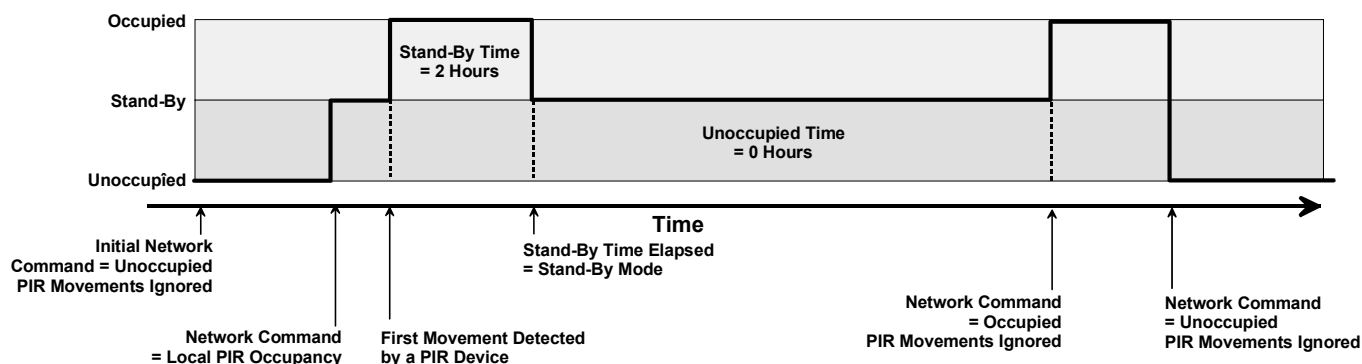 Occupied
Stand-By Time
= 2 Hours
Stand-By
Unoccupied Time
= 0 Hours
Unoccupied
Time
Initial Network
Command = Unoccupied
PIR Movements Ignored
Stand-By Time Elapsed
= Stand-By Mode
Network Command
= Local PIR Occupancy
First Movement Detected
by a PIR Device
Network Command
= Occupied
PIR Movements Ignored
Network Command
= Unoccupied
PIR Movements Ignored